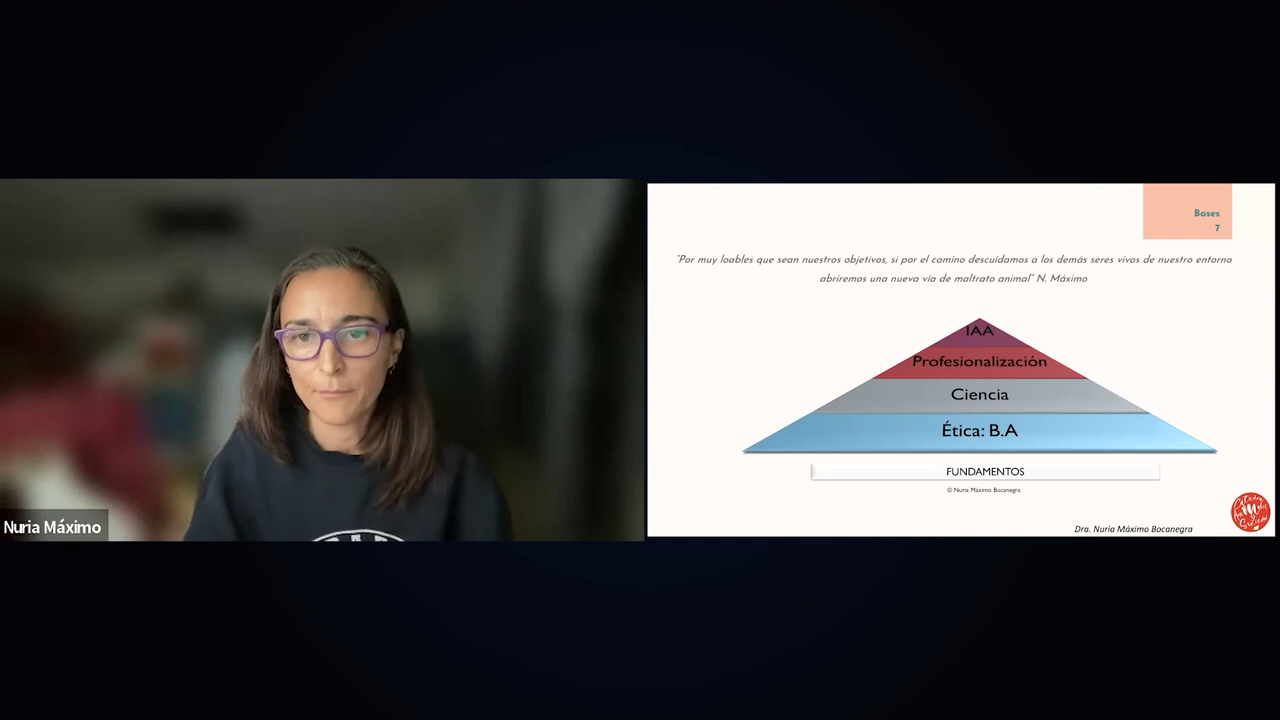 Nuria Máximo
Bases
7
"Por muy loables que sean nuestros objetivos, si por el camino descuidamos a los demás seres vivos de nuestro entorno
abriremos una nueva vía de maltrato animal" N. Máximo
IAA
Profesionalización
Ciencia
Ética: B.A
FUNDAMENTOS
© Nuria Máximo Bocanegra
Dra. Nuria Máximo Bocanegra